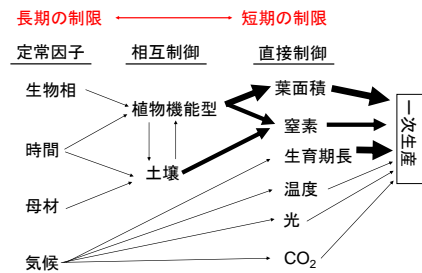 長期の制限 短期の制限
定常因子 相互制御 直接制御
生物相
時間
母材
気候
植物機能型
土壌
葉面積
窒素
生育期長
温度
光
CO₂
一次生産